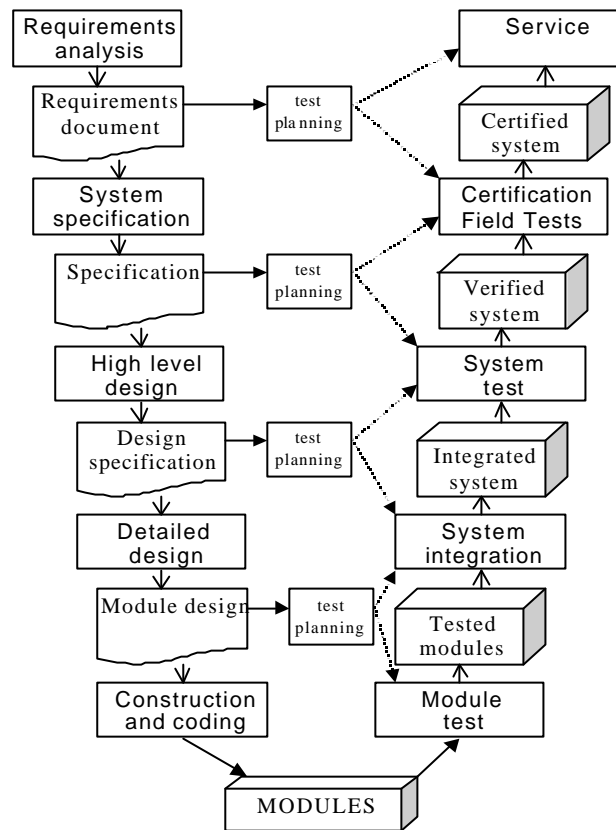 Requirements
analysis
Service
Requirements
document
test
planning
Certified
system
System
specification
Certification
Field Tests
Specification
test
planning
Verified
system
High level
design
System
test
Design
specification
test
planning
Integrated
system
Detailed
design
System
integration
Module design
test
planning
Tested
modules
Construction
and coding
Module
test
MODULES